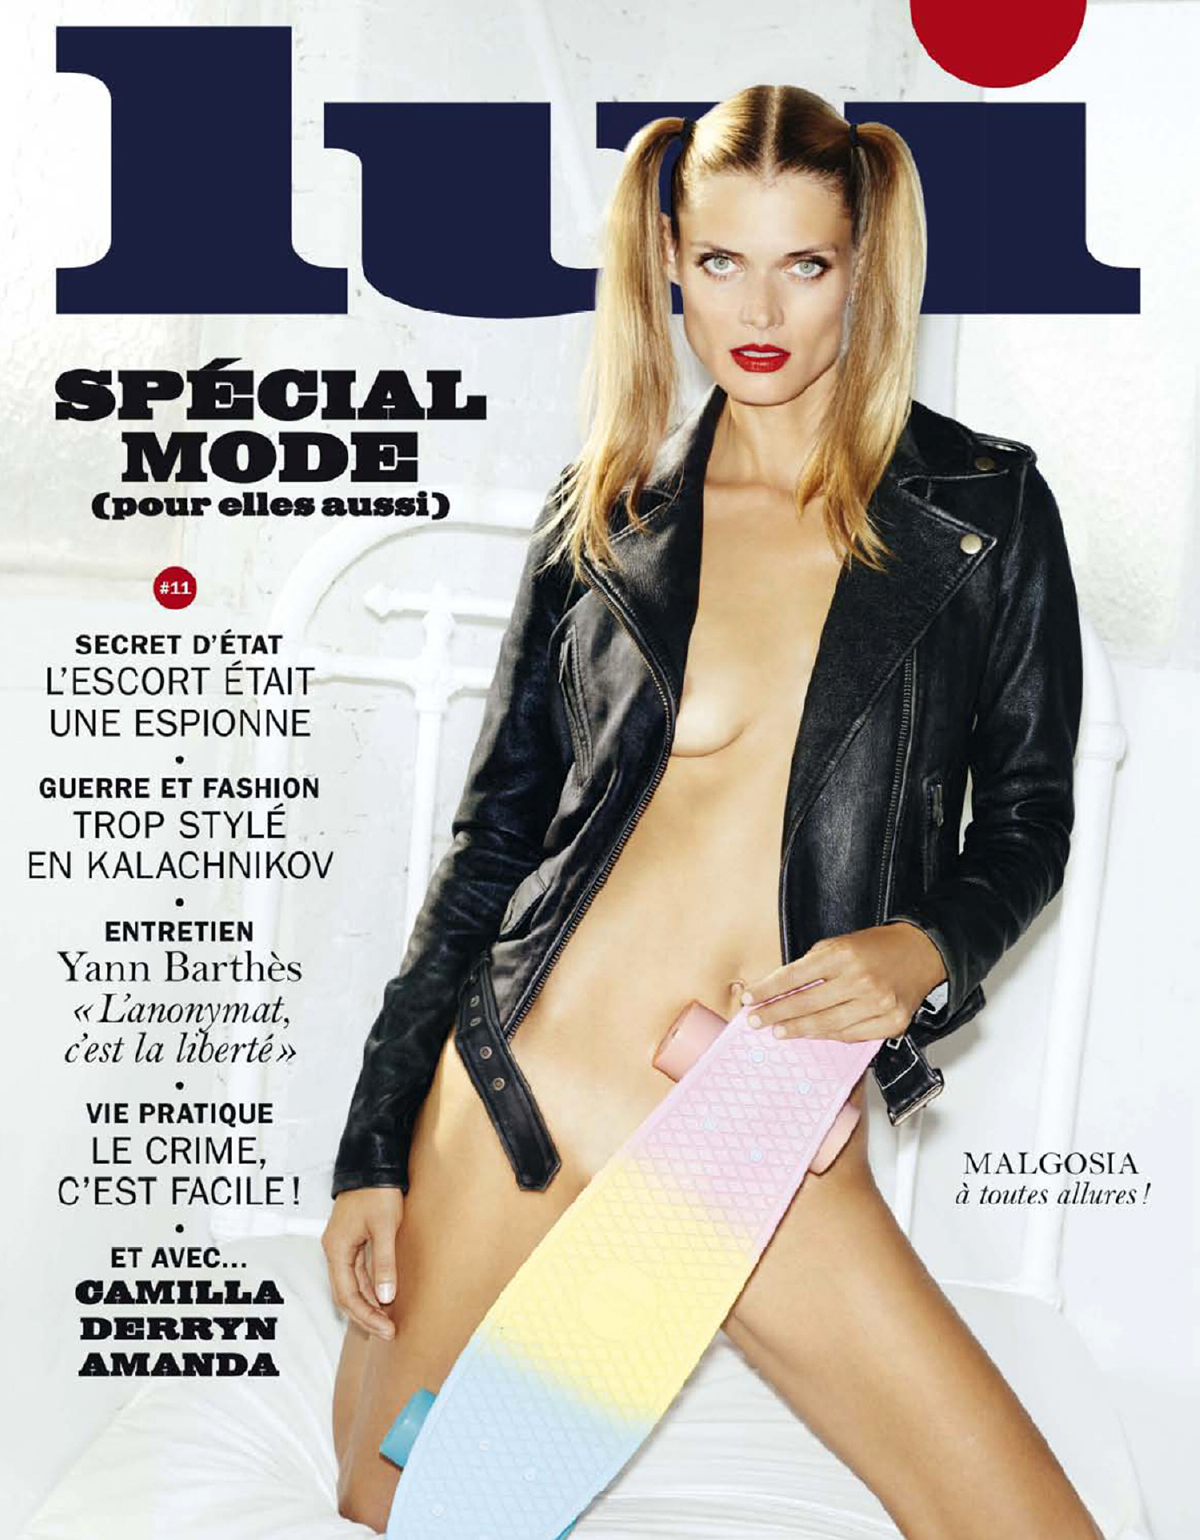 lui
SPÉCIAL
MODE
(pour elles aussi)
#11
SECRET D'ÉTAT
L'ESCORT ÉTAIT
UNE ESPIONNE
•
GUERRE ET FASHION
TROP STYLÉ
EN KALACHNIKOV
•
ENTRETIEN
Yann Barthès
« L'anonymat,
c'est la liberté »
•
VIE PRATIQUE
LE CRIME,
C'EST FACILE !
•
ET AVEC...
CAMILLA
DERRYN
AMANDA
MALGOSIA
à toutes allures !